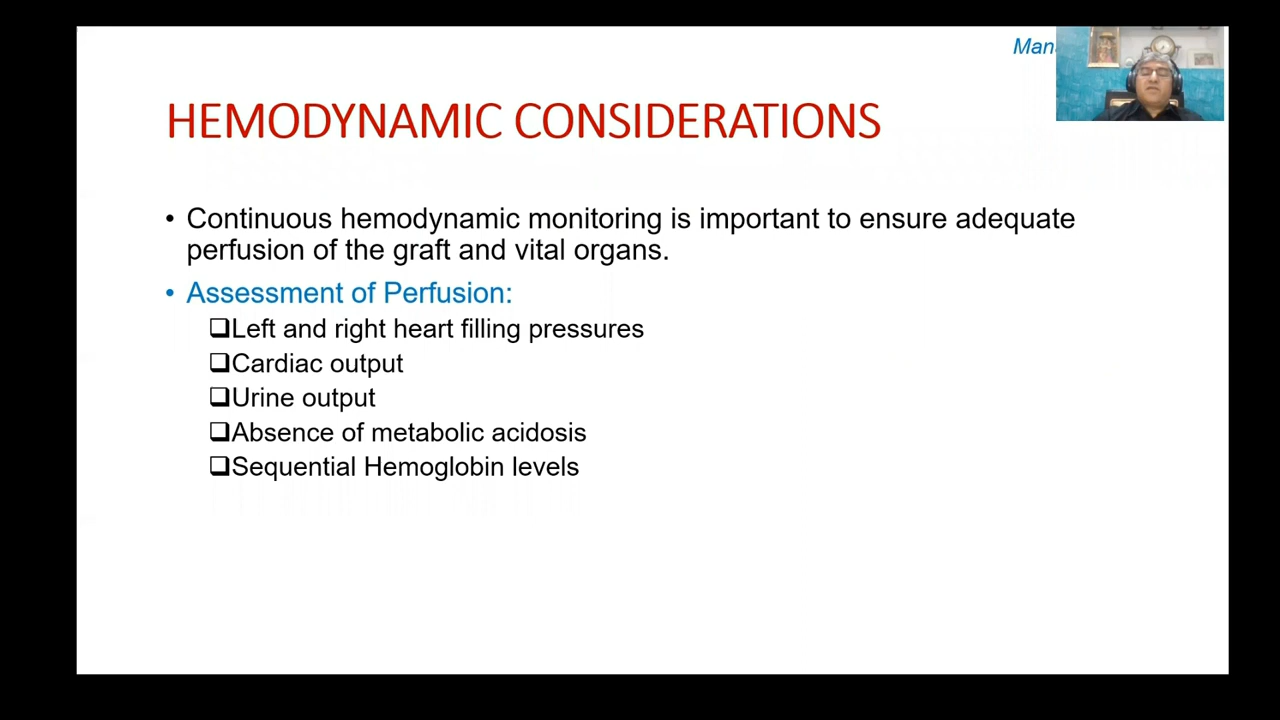 HEMODYNAMIC CONSIDERATIONS
• Continuous hemodynamic monitoring is important to ensure adequate
perfusion of the graft and vital organs.
• Assessment of Perfusion:
❑Left and right heart filling pressures
❑Cardiac output
❑Urine output
❑Absence of metabolic acidosis
❑Sequential Hemoglobin levels